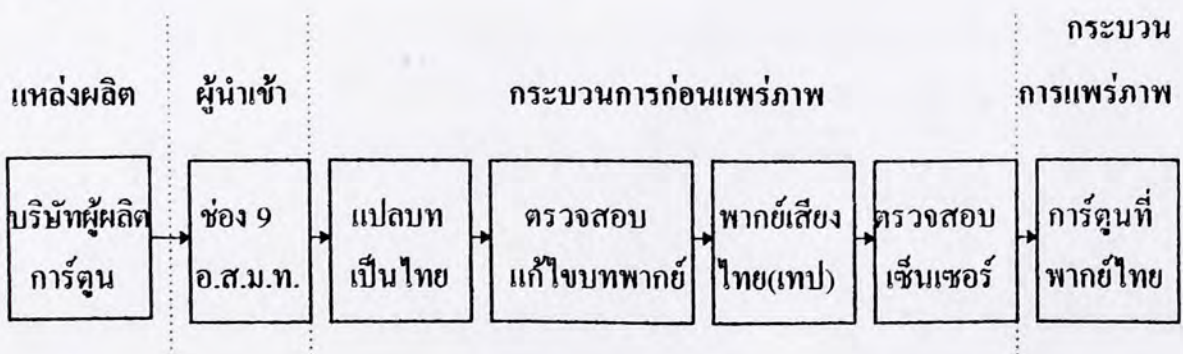 กระบวน
แหล่งผลิต ผู้นำเข้า กระบวนการก่อนแพร่ภาพ การแพร่ภาพ
บริษัทผู้ผลิต
การ์ตูน
ช่อง 9
อ.ส.ม.ท.
แปลบท
เป็นไทย
ตรวจสอบ
แก้ไขบทพากย์
พากย์เสียง
ไทย(เทป)
ตรวจสอบ
เซ็นเซอร์
การ์ตูนที่
พากย์ไทย